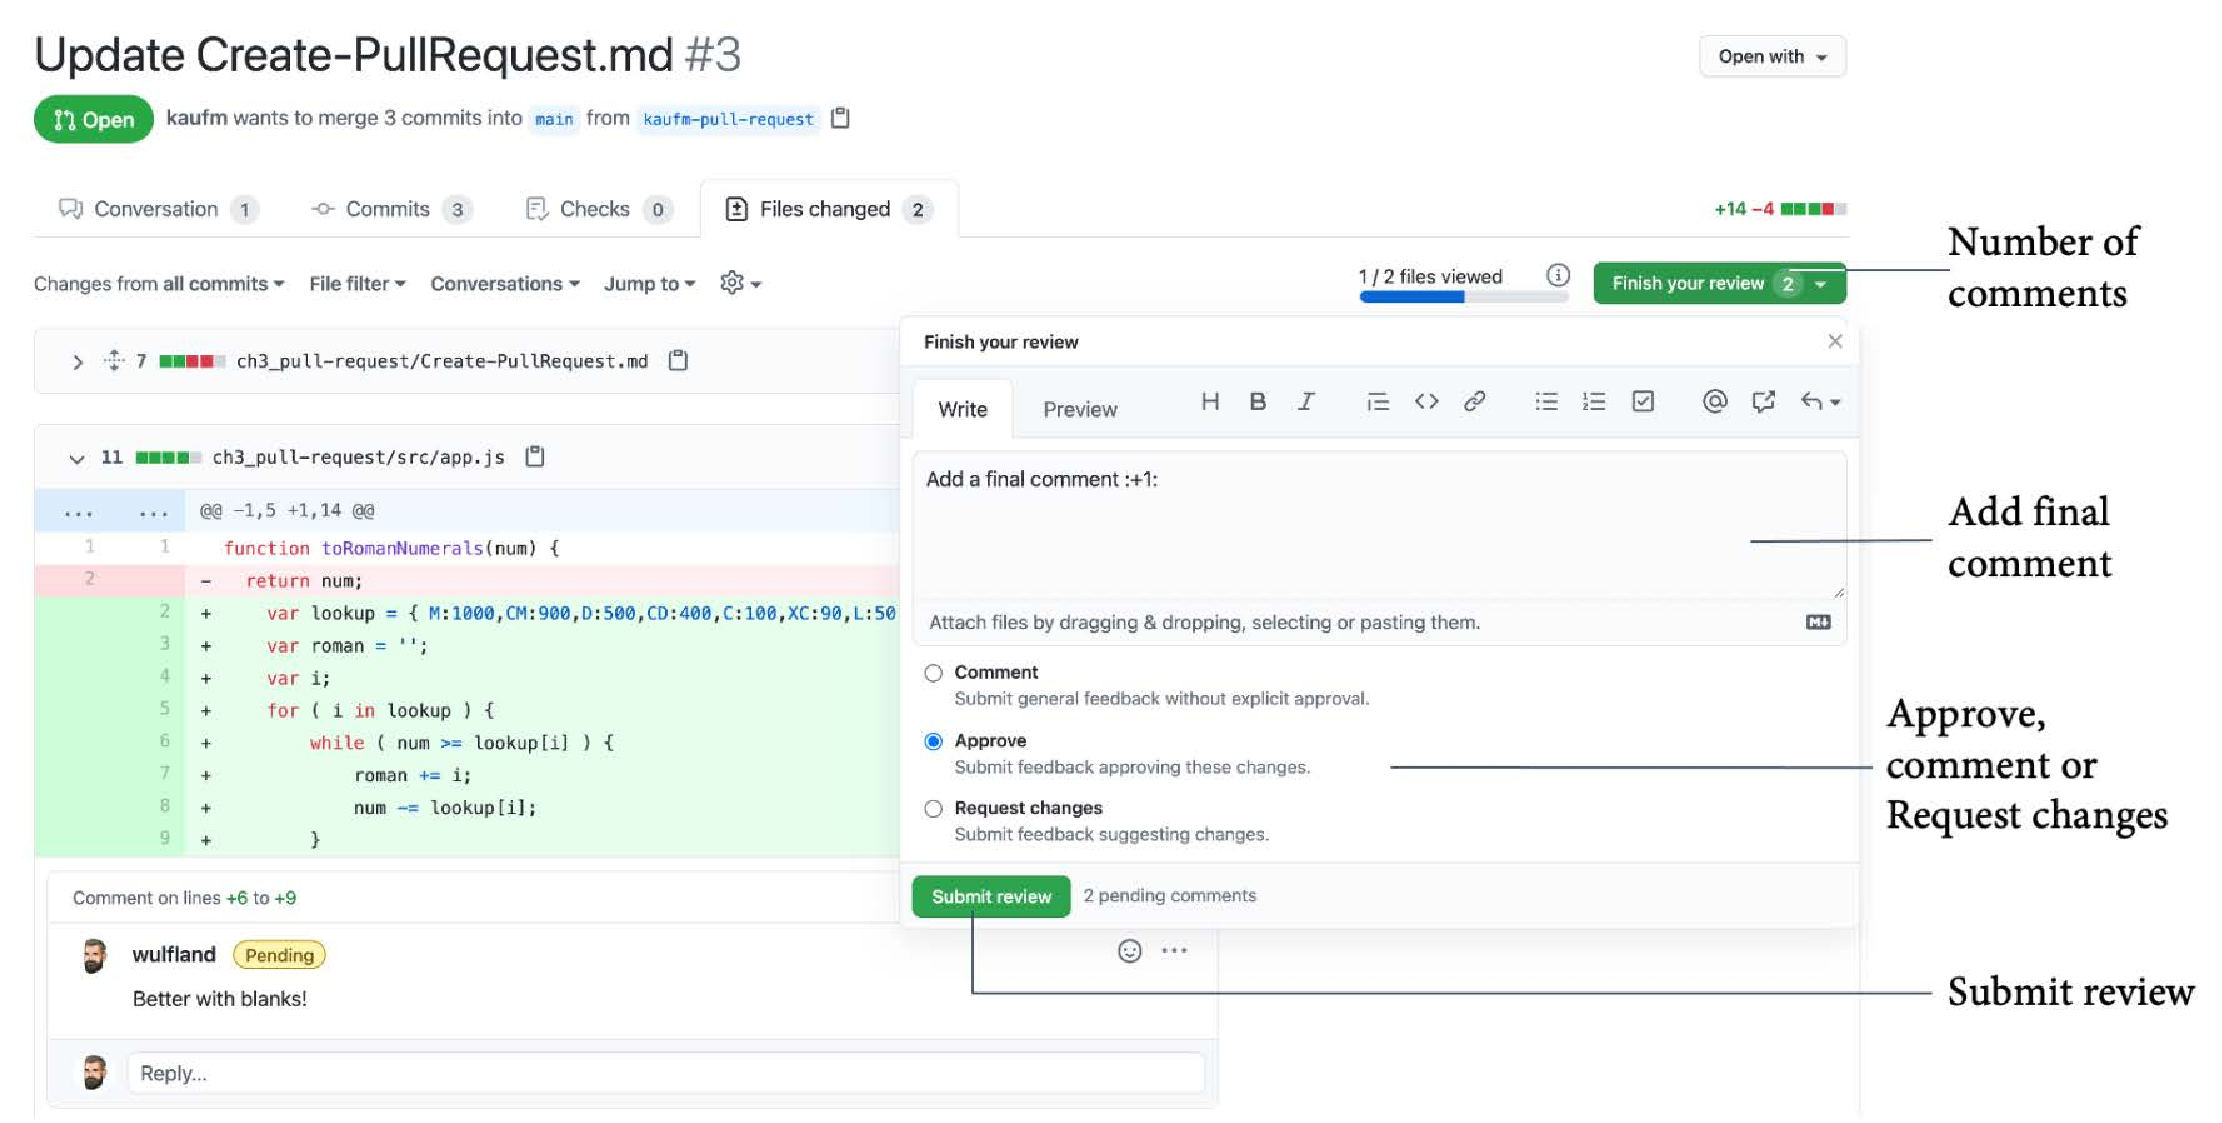 Update Create-PullRequest.md #3
Open with
Open kaufm wants to merge 3 commits into main from kaufm-pull-request
Conversation 1 Commits 3 Checks 0 Files changed 2
+14 −4
Number of
comments
Changes from all commits File filter Conversations Jump to
1 / 2 files viewed
Finish your review 2
7 ch3_pull-request/Create-PullRequest.md
11 ch3_pull-request/src/app.js
... ... @@ -1,5 +1,14 @@
1 1 function toRomanNumerals(num) {
2 - return num;
2 + var lookup = { M:1000,CM:900,D:500,CD:400,C:100,XC:90,L:50
3 + var roman = '';
4 + var i;
5 + for ( i in lookup ) {
6 + while ( num >= lookup[i] ) {
7 + roman += i;
8 + num -= lookup[i];
9 + }
Comment on lines +6 to +9
wulfland Pending
Better with blanks!
Reply...
Finish your review
Write Preview H B I
Add a final comment :+1:
Attach files by dragging & dropping, selecting or pasting them.
Comment
Submit general feedback without explicit approval.
Approve
Submit feedback approving these changes.
Request changes
Submit feedback suggesting changes.
Submit review 2 pending comments
Add final
comment
Approve,
comment or
Request changes
Submit review